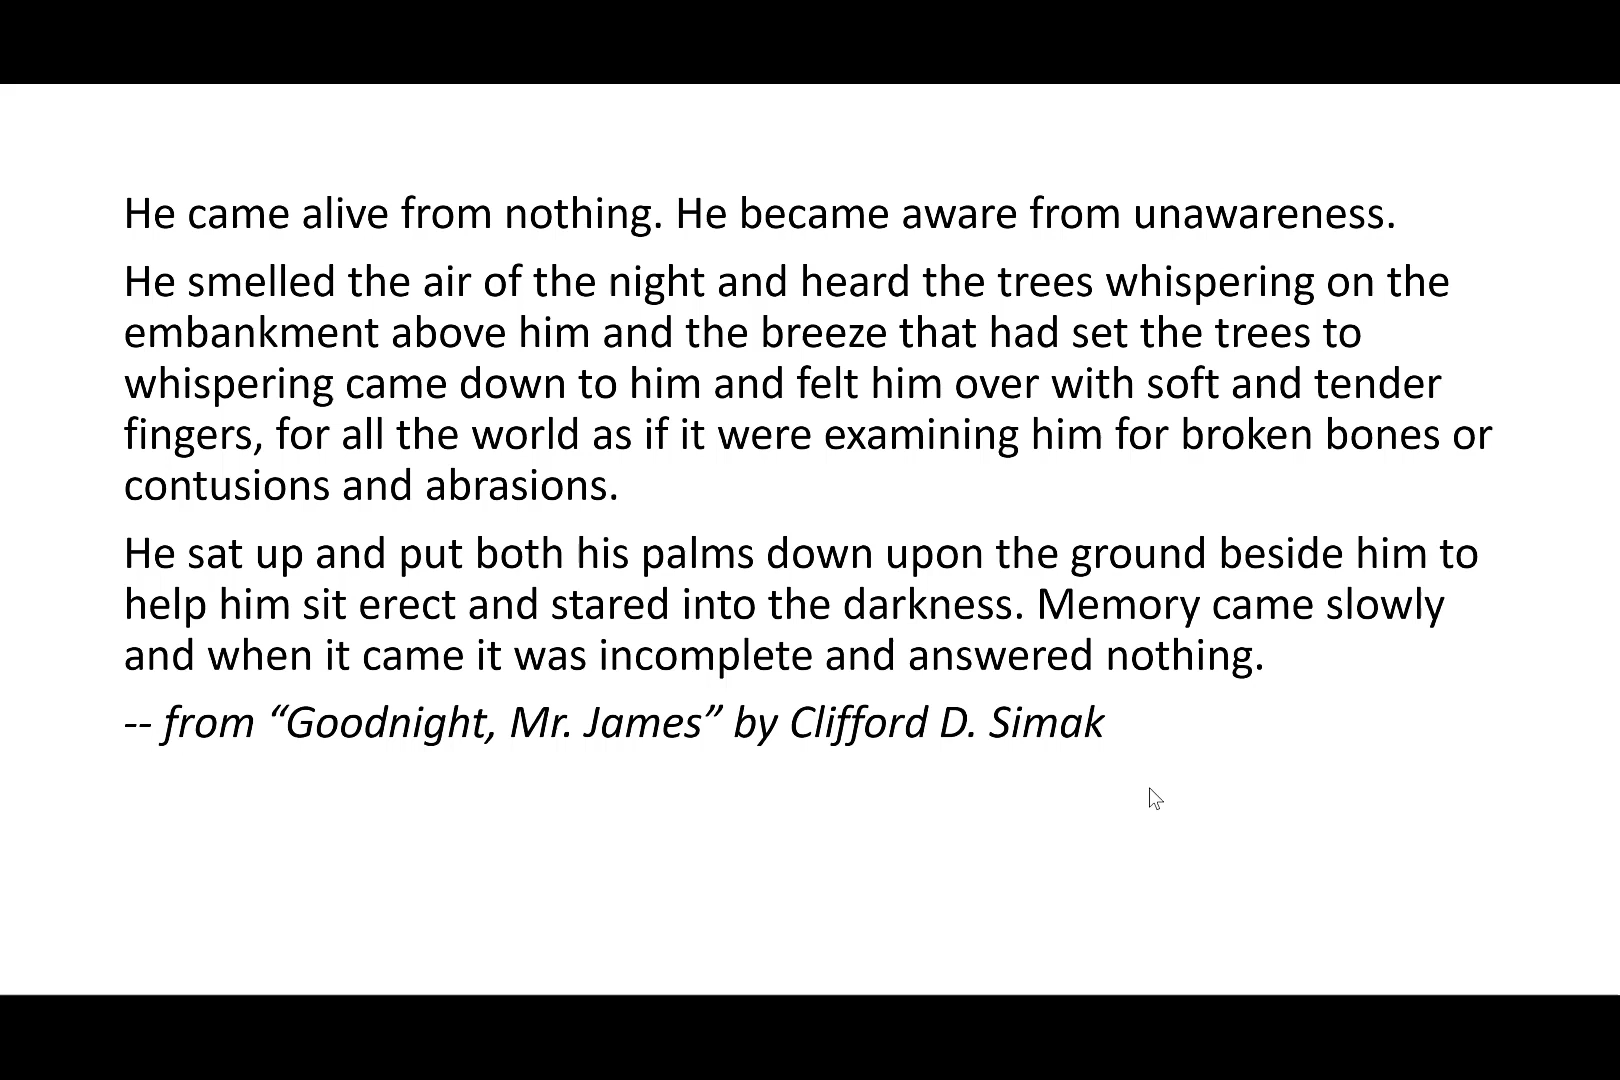 He came alive from nothing. He became aware from unawareness.
He smelled the air of the night and heard the trees whispering on the
embankment above him and the breeze that had set the trees to
whispering came down to him and felt him over with soft and tender
fingers, for all the world as if it were examining him for broken bones or
contusions and abrasions.
He sat up and put both his palms down upon the ground beside him to
help him sit erect and stared into the darkness. Memory came slowly
and when it came it was incomplete and answered nothing.
-- from “Goodnight, Mr. James” by Clifford D. Simak